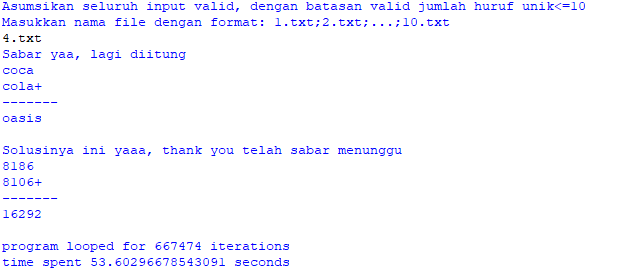 Asumsikan seluruh input valid, dengan batasan valid jumlah huruf unik<=10
Masukkan nama file dengan format: 1.txt;2.txt;...;10.txt
4.txt
Sabar yaa, lagi diitung
coca
cola+
-------
oasis
Solusinya ini yaaa, thank you telah sabar menunggu
8186
8106+
-------
16292
program looped for 667474 iterations
time spent 53.60296678543091 seconds